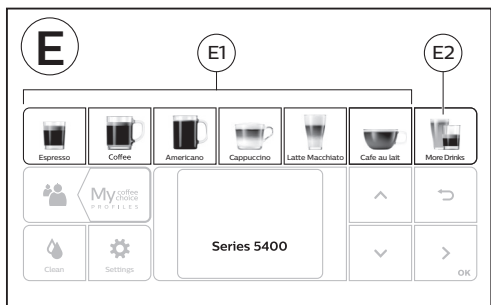 E
E1
E2
Espresso
Coffee
Americano
Cappuccino
Latte Macchiato
Cafe au lait
More Drinks
My coffee
choice
PROFILES
Clean
Settings
Series 5400
OK